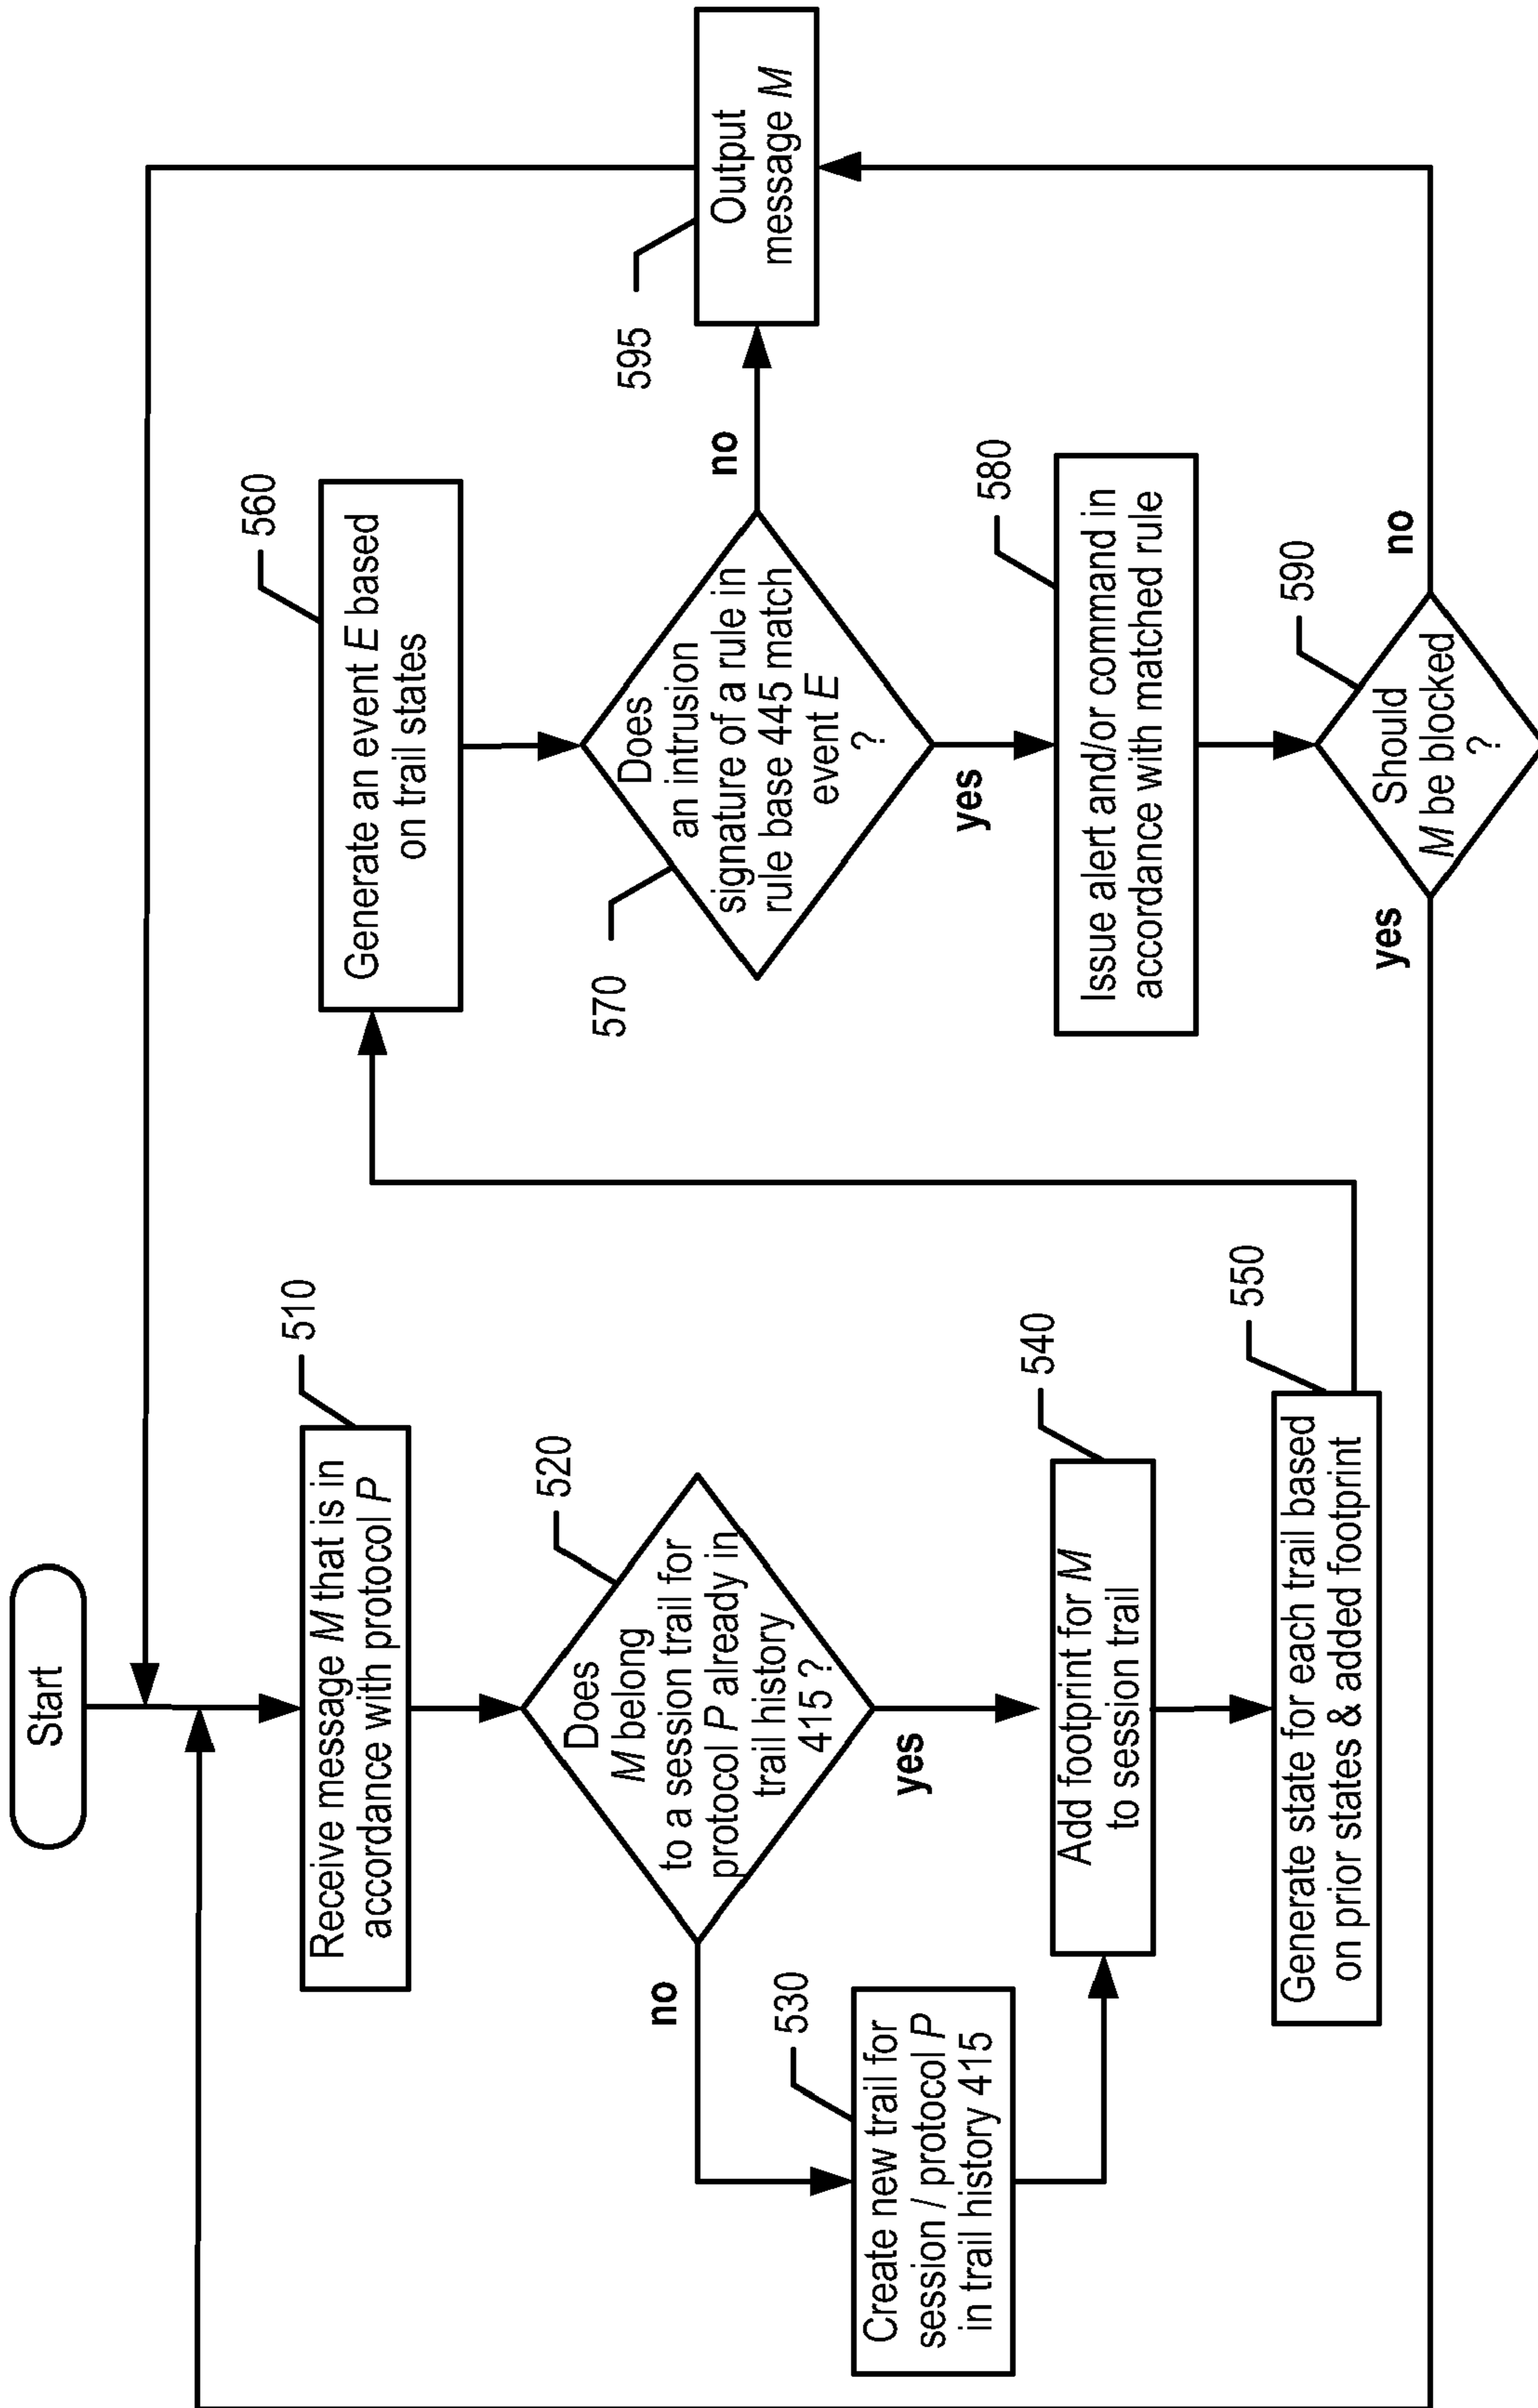 Start
510
Receive message M that is in
accordance with protocol P
520
Does
M belong
to a session trail for
protocol P already in
trail history
415 ?
no
yes
530
Create new trail for
session / protocol P
in trail history 415
540
Add footprint for M
to session trail
550
Generate state for each trail based
on prior states & added footprint
560
Generate an event E based
on trail states
570
Does
an intrusion
signature of a rule in
rule base 445 match
event E
?
no
yes
595
Output
message M
580
Issue alert and/or command in
accordance with matched rule
590
Should
M be blocked
?
yes
no